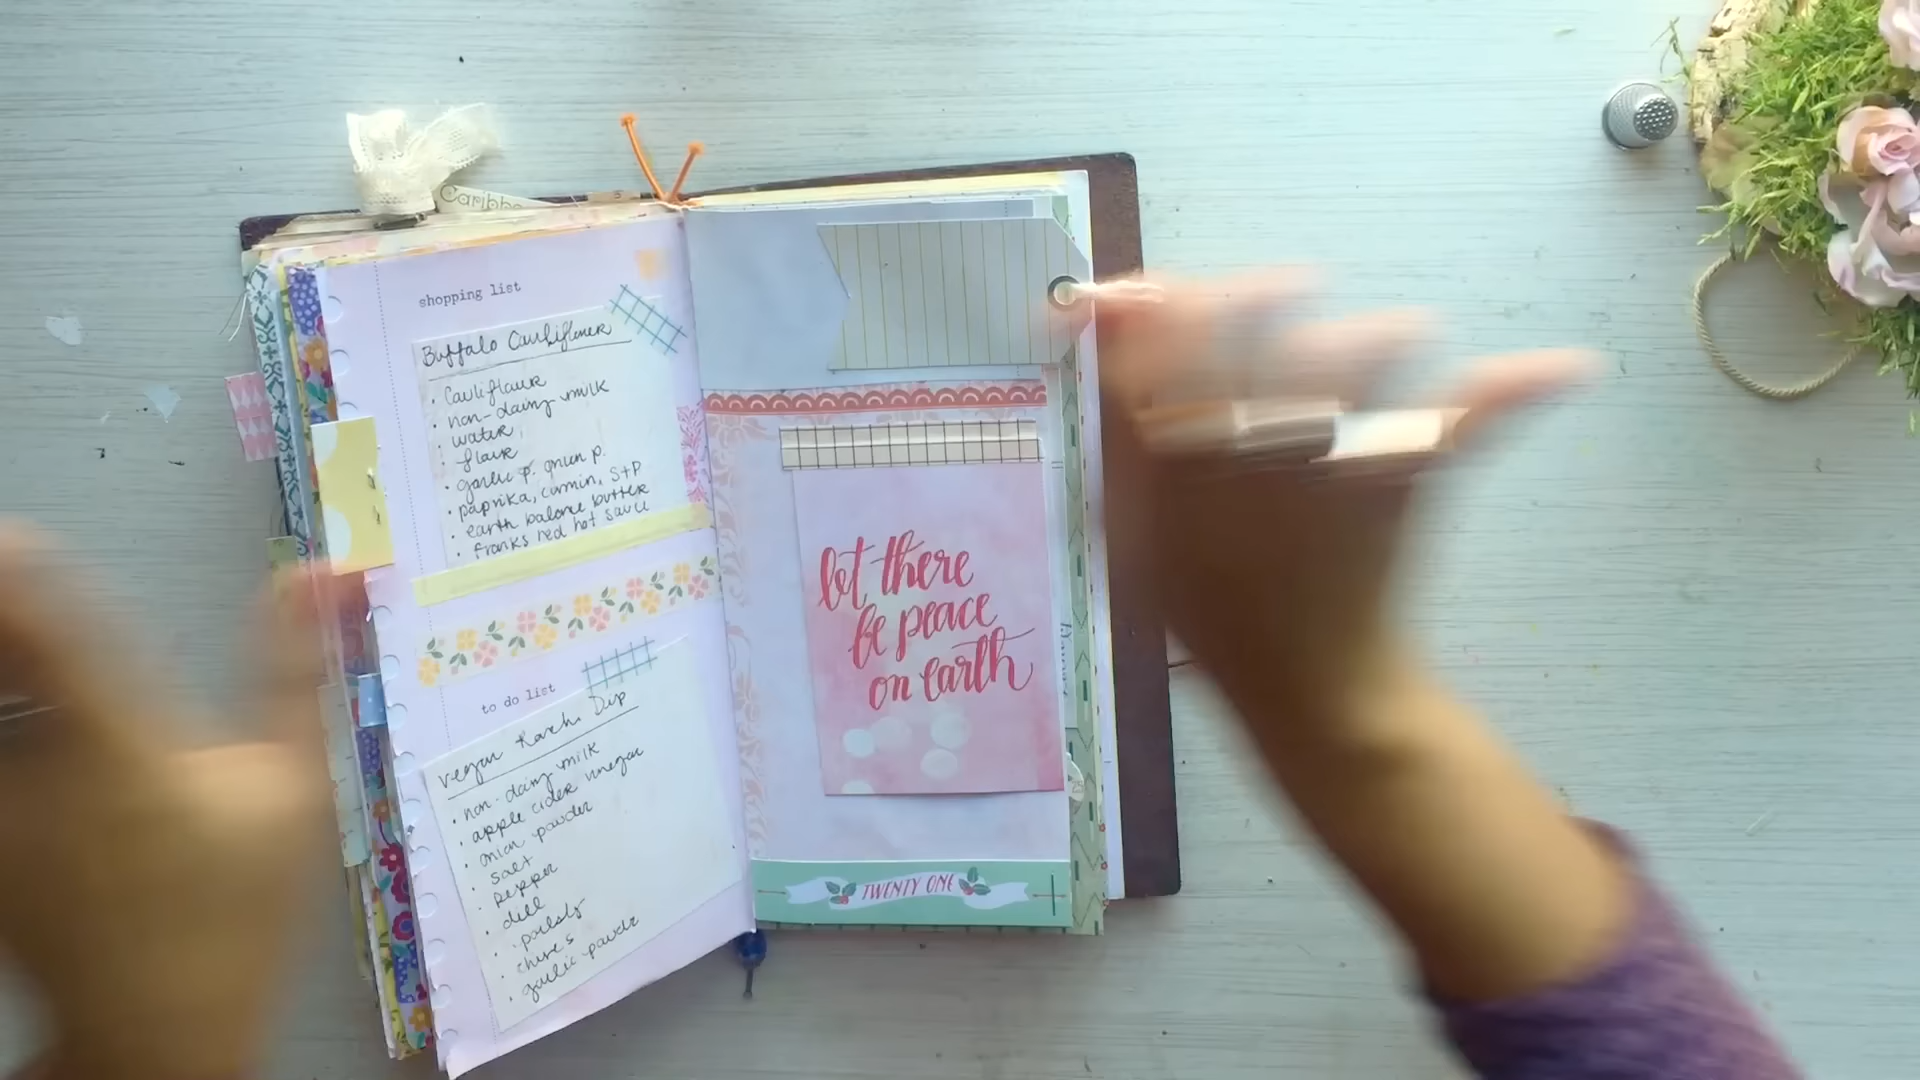 Caribbe
shopping list
Buffalo Cauliflower
· Cauliflower
· non-dairy milk
· water
· flour
· garlic p. onion p.
· paprika, cumin, S+P
· earth balance butter
· franks red hot sauce
to do list
Vegan Ranch Dip
· non-dairy milk
· apple cider vinegar
· onion powder
· salt
· pepper
· dill
· parsley
· chives
· garlic powder
let there
be peace
on earth
TWENTY ONE
25